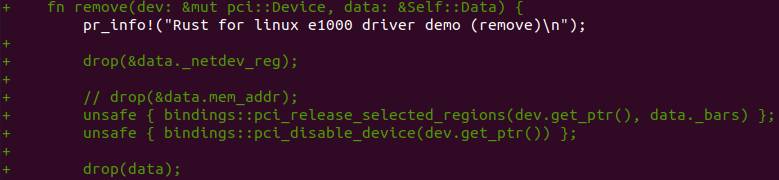 +    fn remove(dev: &mut pci::Device, data: &Self::Data) {
         pr_info!("Rust for linux e1000 driver demo (remove)\n");
+
+        drop(&data._netdev_reg);
+
+        // drop(&data.mem_addr);
+        unsafe { bindings::pci_release_selected_regions(dev.get_ptr(), data._bars) };
+        unsafe { bindings::pci_disable_device(dev.get_ptr()) };
+
+        drop(data);